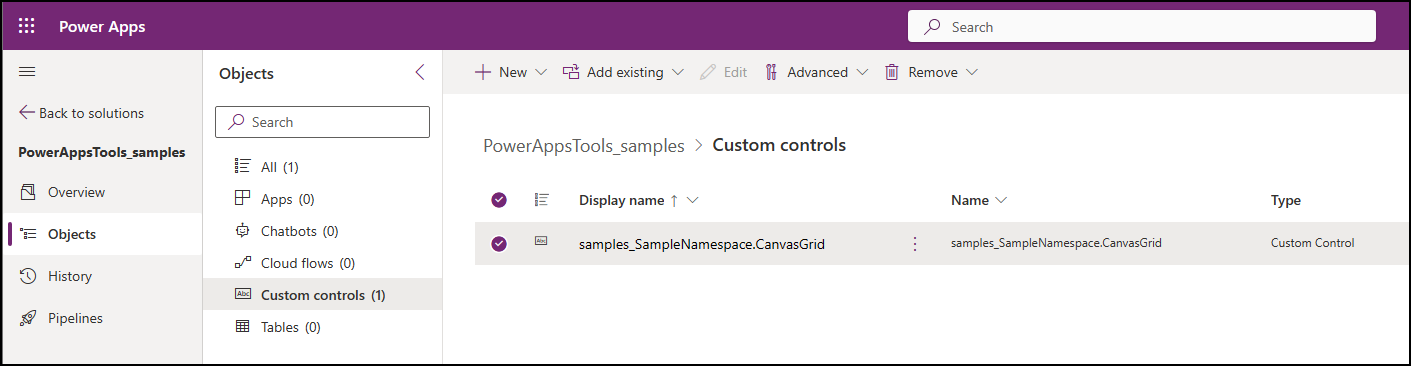 Power Apps
Search
Back to solutions
PowerAppsTools_samples
Overview
Objects
History
Pipelines
Objects
Search
All (1)
Apps (0)
Chatbots (0)
Cloud flows (0)
Abc Custom controls (1)
Tables (0)
New Add existing Edit Advanced Remove
PowerAppsTools_samples > Custom controls
Display name ↑ Name Type
Abc samples_SampleNamespace.CanvasGrid samples_SampleNamespace.CanvasGrid Custom Control